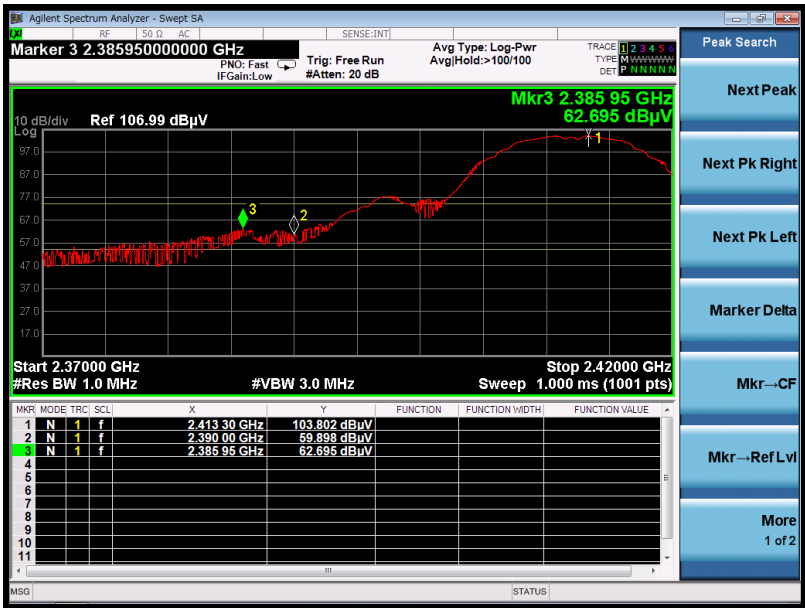 Agilent Spectrum Analyzer - Swept SA
LXI RF 50 Ω AC SENSE:INT
Marker 3 2.385950000000 GHz
PNO: Fast
IFGain:Low
Trig: Free Run
#Atten: 20 dB
Avg Type: Log-Pwr
Avg|Hold:>100/100
TRACE 1 2 3 4 5 6
TYPE M W W W W W
DET P N N N N N
Mkr3 2.385 95 GHz
62.695 dBµV
10 dB/div Ref 106.99 dBµV
Log
97.0
87.0
77.0
67.0
57.0
47.0
37.0
27.0
17.0
1
2
3
Start 2.37000 GHz
Stop 2.42000 GHz
#Res BW 1.0 MHz
#VBW 3.0 MHz
Sweep 1.000 ms (1001 pts)
MKR MODE TRC SCL X Y FUNCTION FUNCTION WIDTH FUNCTION VALUE
1 N 1 f 2.413 30 GHz 103.802 dBµV
2 N 1 f 2.390 00 GHz 59.898 dBµV
3 N 1 f 2.385 95 GHz 62.695 dBµV
4
5
6
7
8
9
10
11
MSG
STATUS
Peak Search
Next Peak
Next Pk Right
Next Pk Left
Marker Delta
Mkr→CF
Mkr→Ref Lvl
More
1 of 2